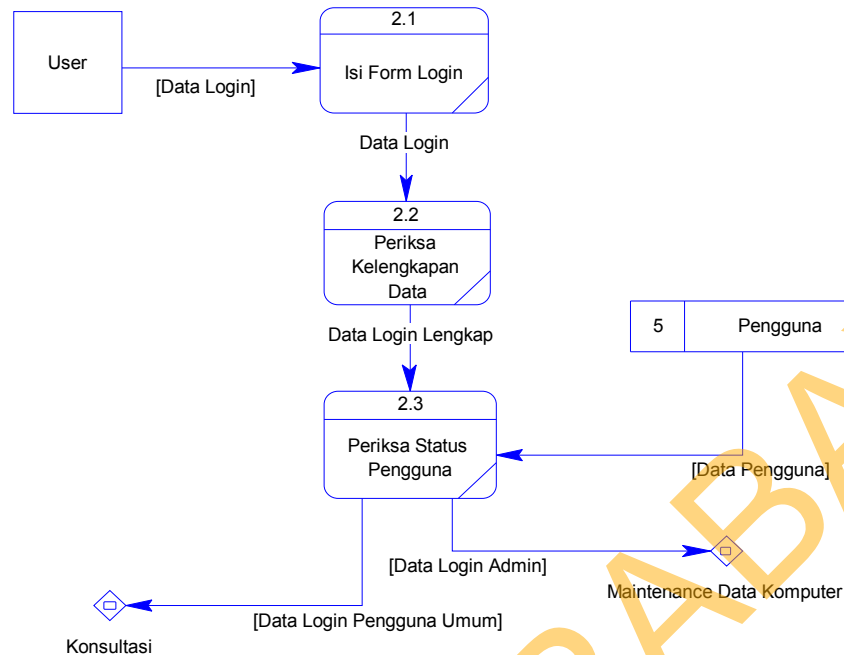 2.1
User
Isi Form Login
[Data Login]
Data Login
2.2
Periksa
Kelengkapan
Data
Data Login Lengkap
5
Pengguna
2.3
Periksa Status
Pengguna
[Data Pengguna]
[Data Login Admin]
Maintenance Data Komputer
[Data Login Pengguna Umum]
Konsultasi